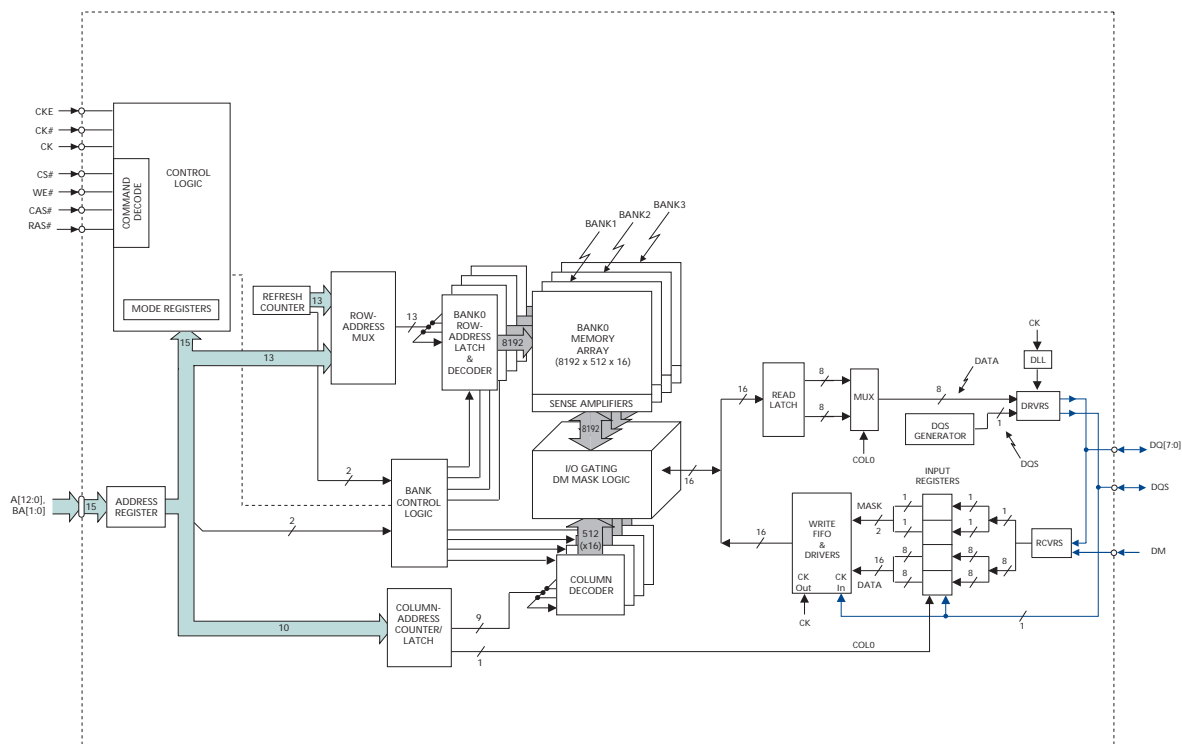 CKE
CK#
CK
CS#
WE#
CAS#
RAS#
COMMAND
DECODE
CONTROL
LOGIC
MODE REGISTERS
15
13
REFRESH
COUNTER
13
ROW-
ADDRESS
MUX
13
BANK0
ROW-
ADDRESS
LATCH
&
DECODER
8192
BANK1
BANK2
BANK3
BANK0
MEMORY
ARRAY
(8192 x 512 x 16)
SENSE AMPLIFIERS
8192
I/O GATING
DM MASK LOGIC
16
512
(x16)
COLUMN
DECODER
A[12:0],
BA[1:0]
15
ADDRESS
REGISTER
2
2
BANK
CONTROL
LOGIC
10
COLUMN-
ADDRESS
COUNTER/
LATCH
9
1
COL0
16
READ
LATCH
8
8
MUX
COL0
8
DATA
DQS
GENERATOR
1
DQS
CK
DLL
DRVRS
DQ[7:0]
DQS
DM
RCVRS
INPUT
REGISTERS
16
WRITE
FIFO
&
DRIVERS
CK
Out
CK
In
CK
MASK
2
16
DATA
1
1
8
8
1
1
8
8
1
8
1